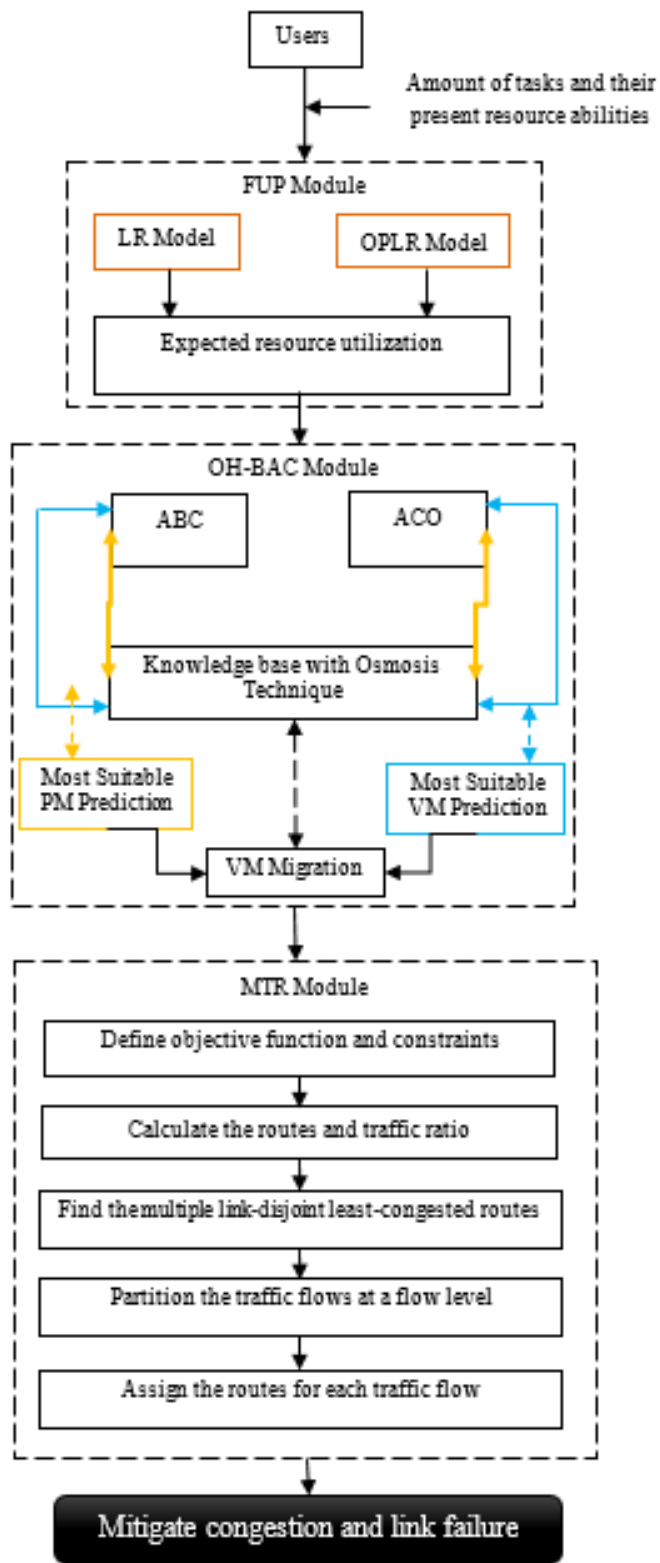 Users
Amount of tasks and their
present resource abilities
FUP Module
LR Model
OPLR Model
Expected resource utilization
OH-BAC Module
ABC
ACO
Knowledge base with Osmosis
Technique
Most Suitable
PM Prediction
Most Suitable
VM Prediction
VM Migration
MTR Module
Define objective function and constraints
Calculate the routes and traffic ratio
Find the multiple link-disjoint least-congested routes
Partition the traffic flows at a flow level
Assign the routes for each traffic flow
Mitigate congestion and link failure